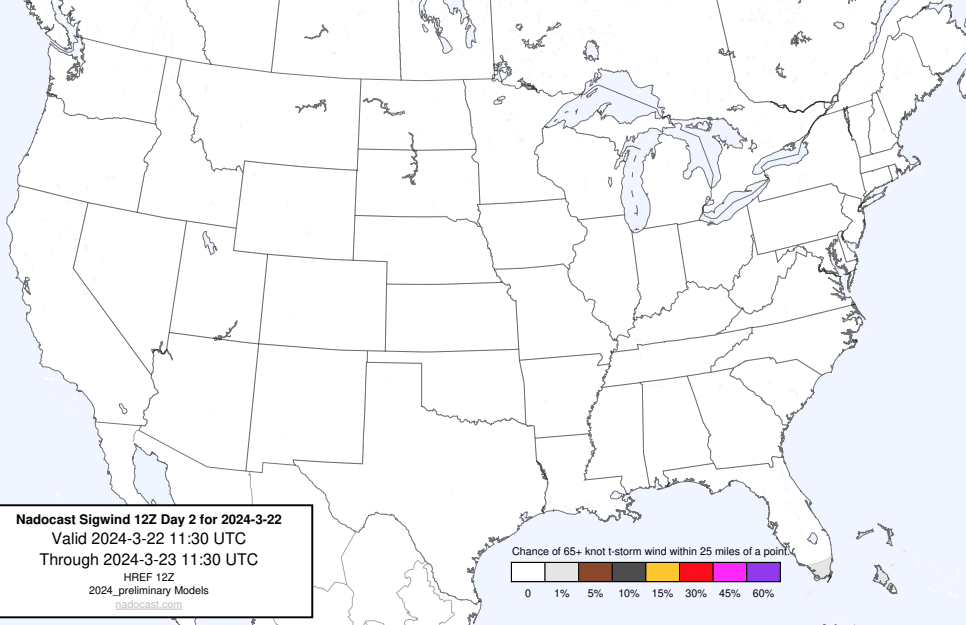 Nadocast Sigwind 12Z Day 2 for 2024-3-22
Valid 2024-3-22 11:30 UTC
Through 2024-3-23 11:30 UTC
HREF 12Z
2024_preliminary Models
nadocast.com
Chance of 65+ knot t-storm wind within 25 miles of a point.
0 1% 5% 10% 15% 30% 45% 60%